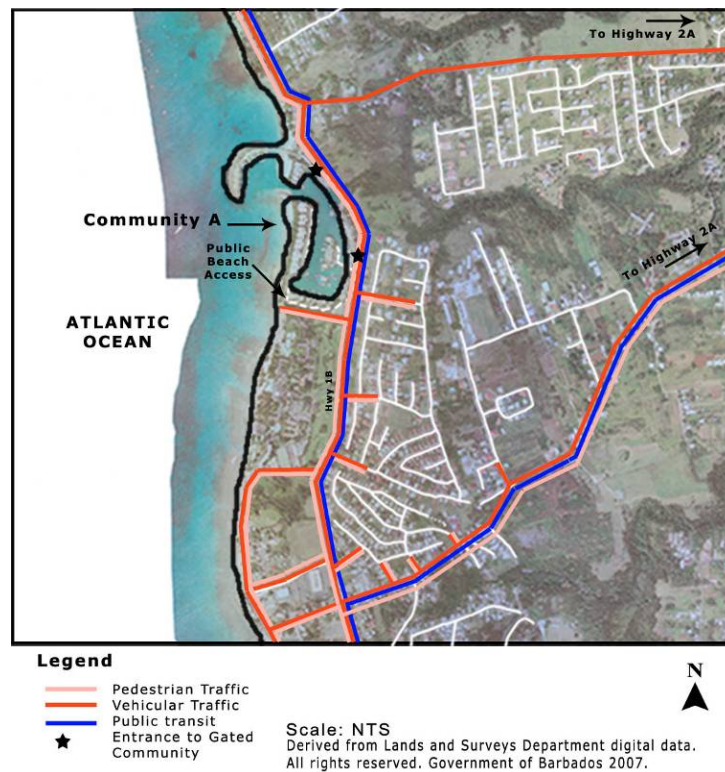 To Highway 2A
Community A
Public
Beach
Access
To Highway 2A
ATLANTIC
OCEAN
Hwy 1B
Legend
Pedestrian Traffic
Vehicular Traffic
Public transit
Entrance to Gated
Community
N
Scale: NTS
Derived from Lands and Surveys Department digital data.
All rights reserved. Government of Barbados 2007.